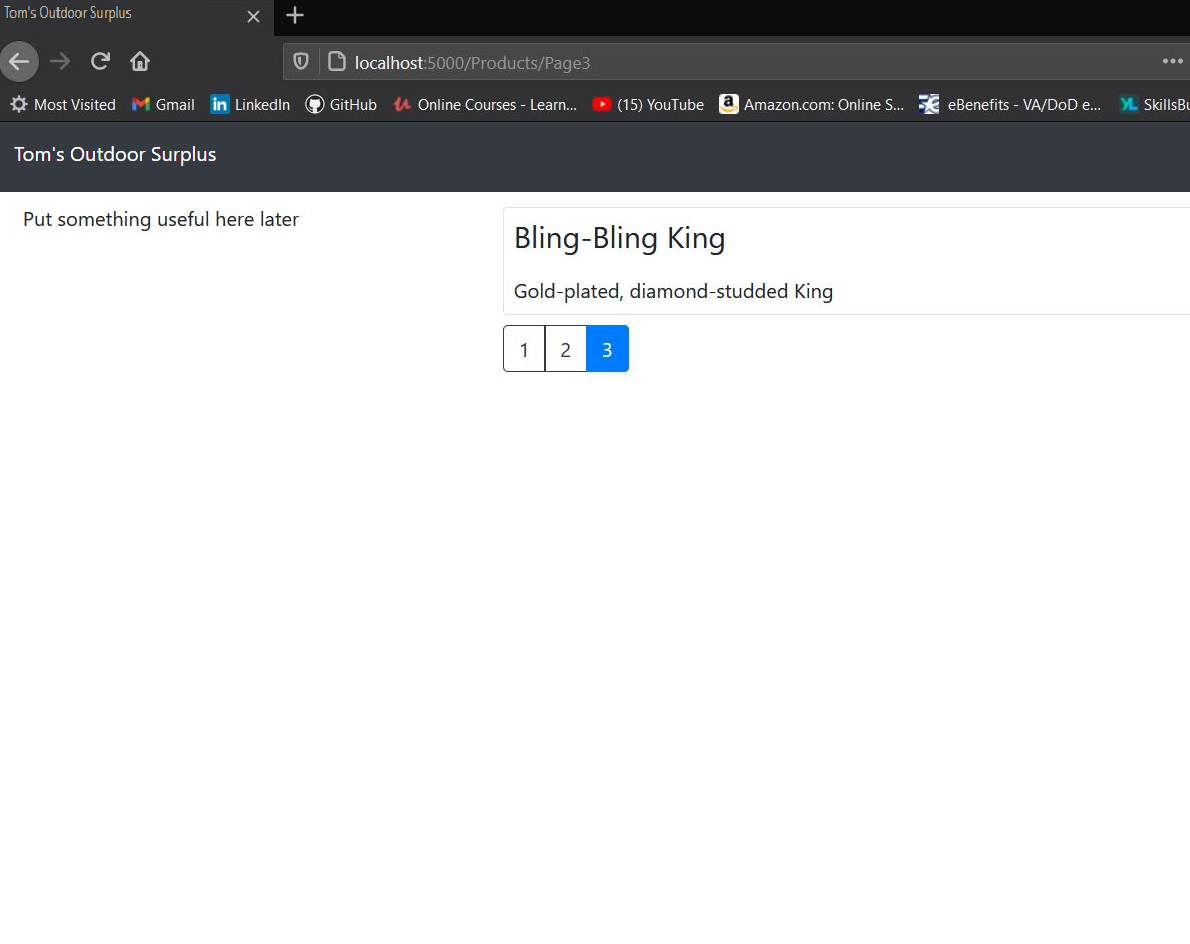 Tom's Outdoor Surplus
localhost:5000/Products/Page3
Most Visited Gmail LinkedIn GitHub Online Courses - Learn... (15) YouTube Amazon.com: Online S... eBenefits - VA/DoD e... SkillsBu
Tom's Outdoor Surplus
Put something useful here later
Bling-Bling King
Gold-plated, diamond-studded King
1 2 3